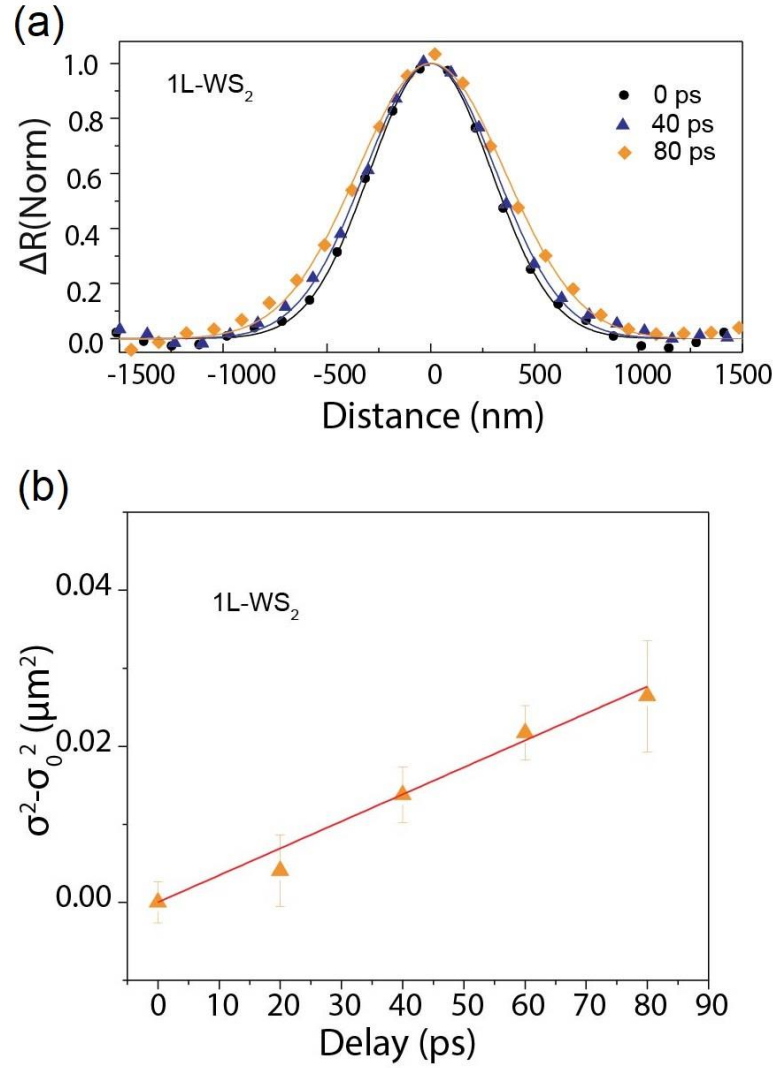 (a)
1L-WS₂
0 ps
40 ps
80 ps
1.0
0.8
0.6
0.4
0.2
0.0
ΔR(Norm)
-1500 -1000 -500 0 500 1000 1500
Distance (nm)
(b)
1L-WS₂
0.04
0.02
0.00
σ²-σ₀² (μm²)
0 10 20 30 40 50 60 70 80 90
Delay (ps)